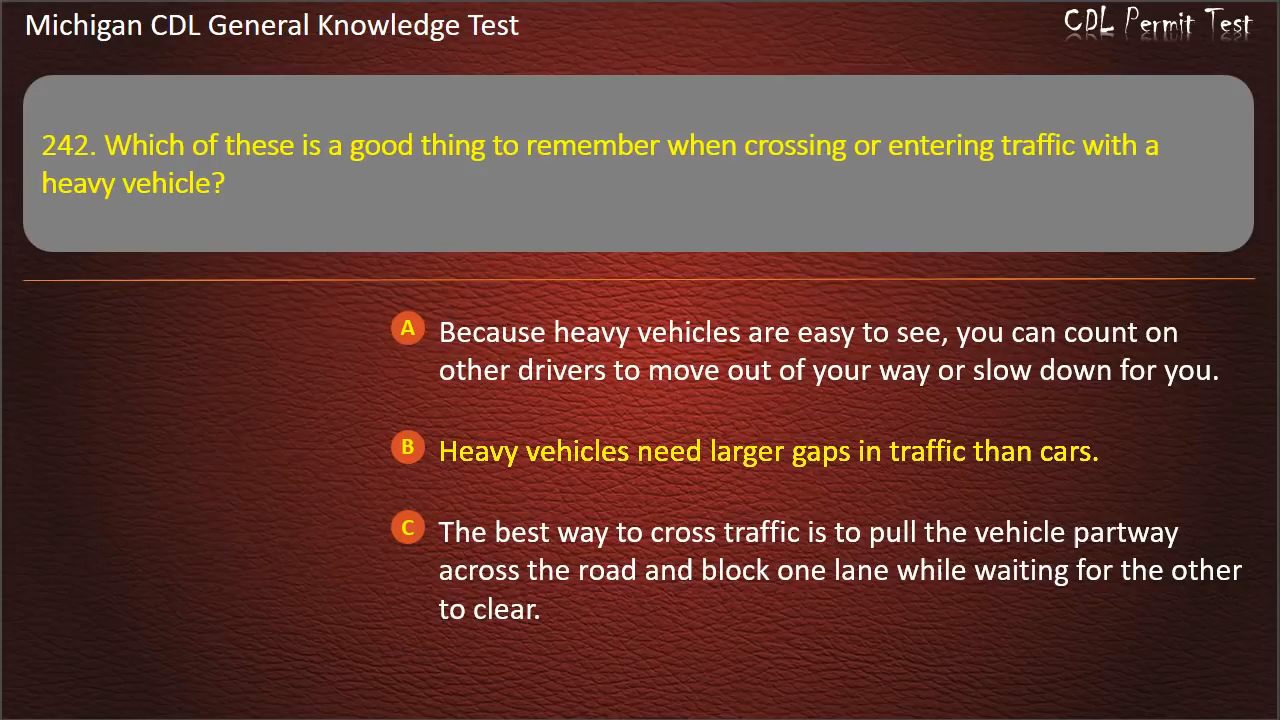 Michigan CDL General Knowledge Test
CDL Permit Test
242. Which of these is a good thing to remember when crossing or entering traffic with a
heavy vehicle?
A Because heavy vehicles are easy to see, you can count on
other drivers to move out of your way or slow down for you.
B Heavy vehicles need larger gaps in traffic than cars.
C The best way to cross traffic is to pull the vehicle partway
across the road and block one lane while waiting for the other
to clear.